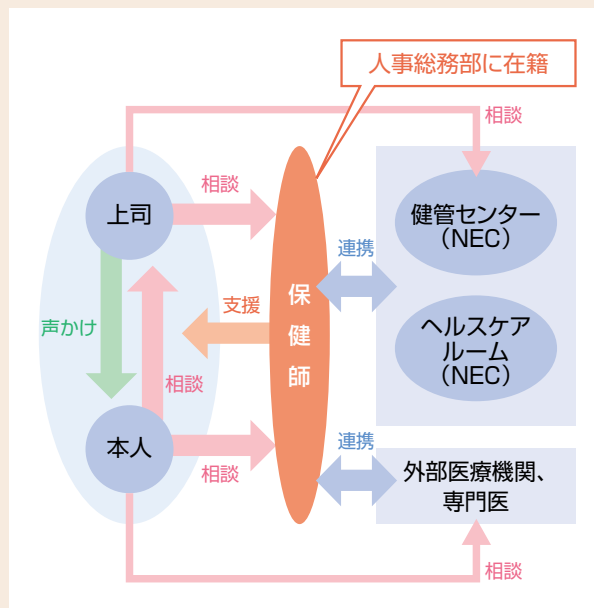 人事総務部に在籍
相談
上司
相談
健管センター
(NEC)
連携
保健師
支援
声かけ
ヘルスケア
ルーム
(NEC)
相談
本人
相談
連携
外部医療機関、
専門医
相談